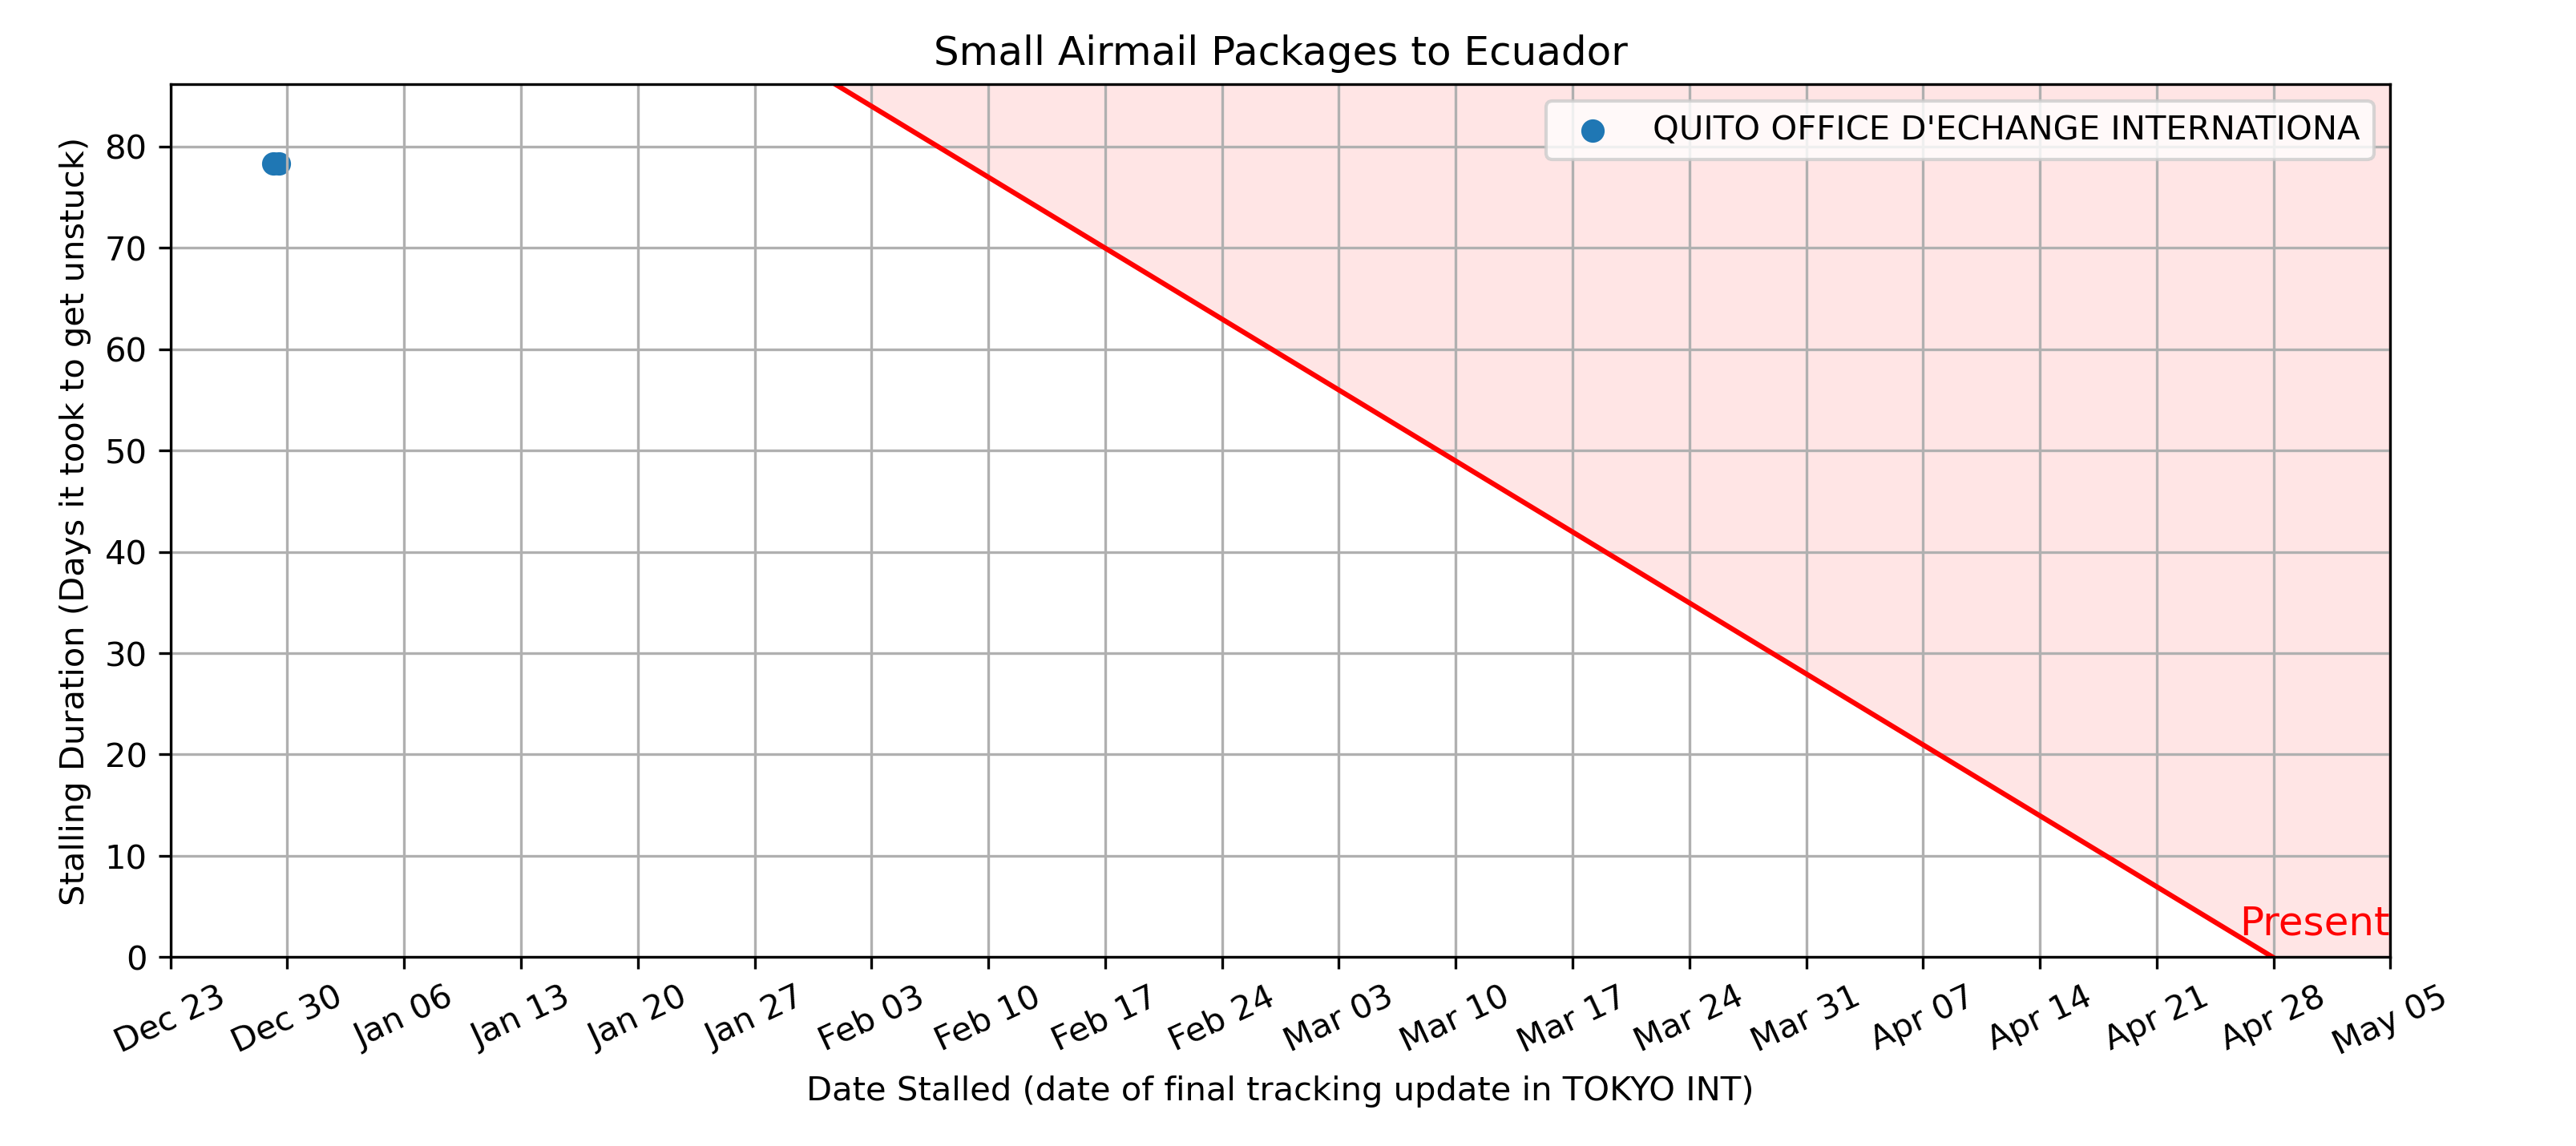 Small Airmail Packages to Ecuador
QUITO OFFICE D'ECHANGE INTERNATIONA
Stalling Duration (Days it took to get unstuck)
80
70
60
50
40
30
20
10
0
Present
Dec 23 Dec 30 Jan 06 Jan 13 Jan 20 Jan 27 Feb 03 Feb 10 Feb 17 Feb 24 Mar 03 Mar 10 Mar 17 Mar 24 Mar 31 Apr 07 Apr 14 Apr 21 Apr 28 May 05
Date Stalled (date of final tracking update in TOKYO INT)